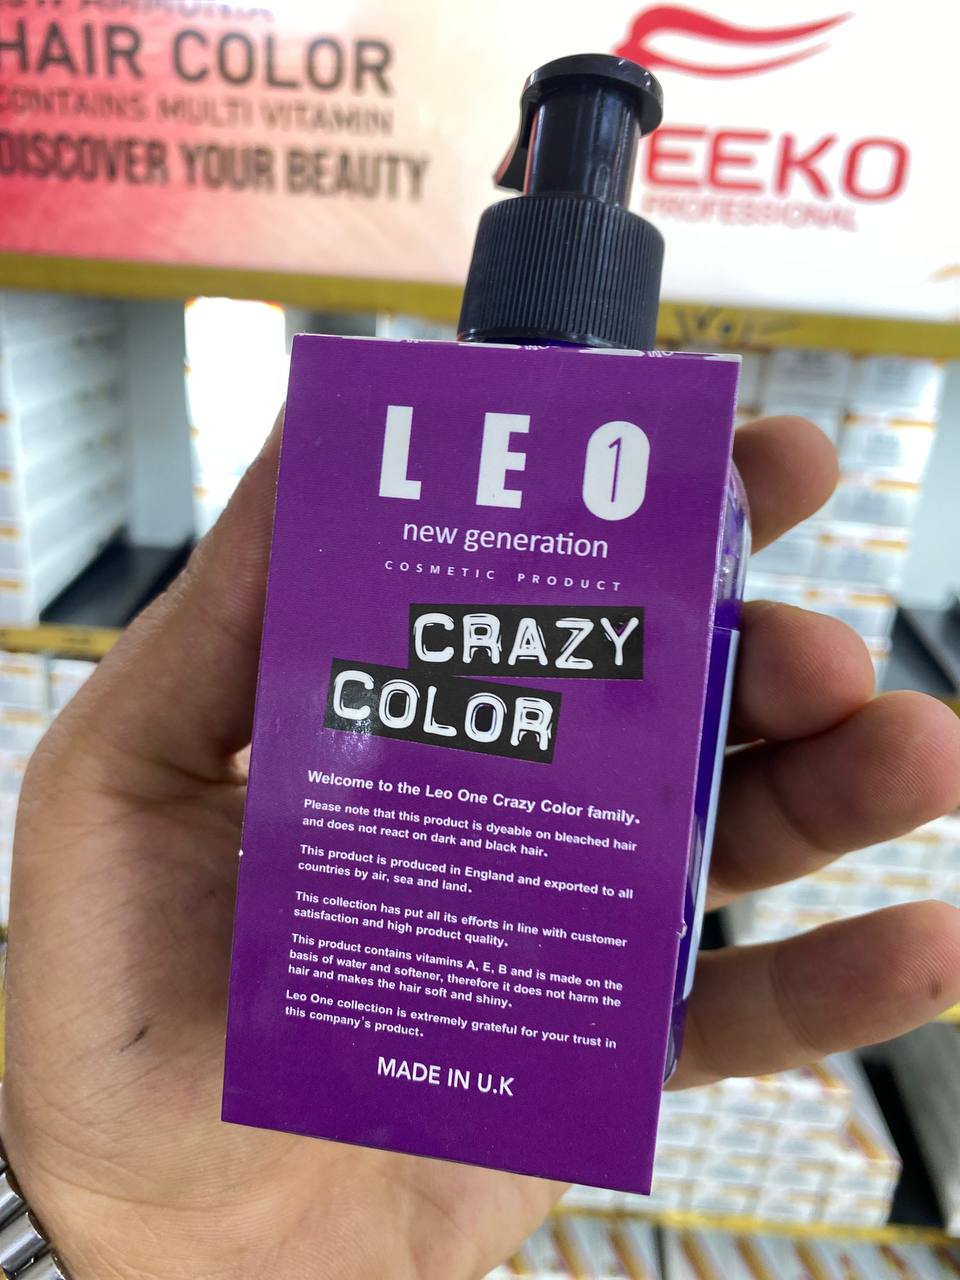 HAIR COLOR
CONTAINS MULTI VITAMIN
DISCOVER YOUR BEAUTY
EEKO
PROFESSIONAL
LEO
1
new generation
COSMETIC PRODUCT
CRAZY
COLOR
Welcome to the Leo One Crazy Color family.
Please note that this product is dyeable on bleached hair
and does not react on dark and black hair.
This product is produced in England and exported to all
countries by air, sea and land.
This collection has put all its efforts in line with customer
satisfaction and high product quality.
This product contains vitamins A, E, B and is made on the
basis of water and softener, therefore it does not harm the
hair and makes the hair soft and shiny.
Leo One collection is extremely grateful for your trust in
this company's product.
MADE IN U.K